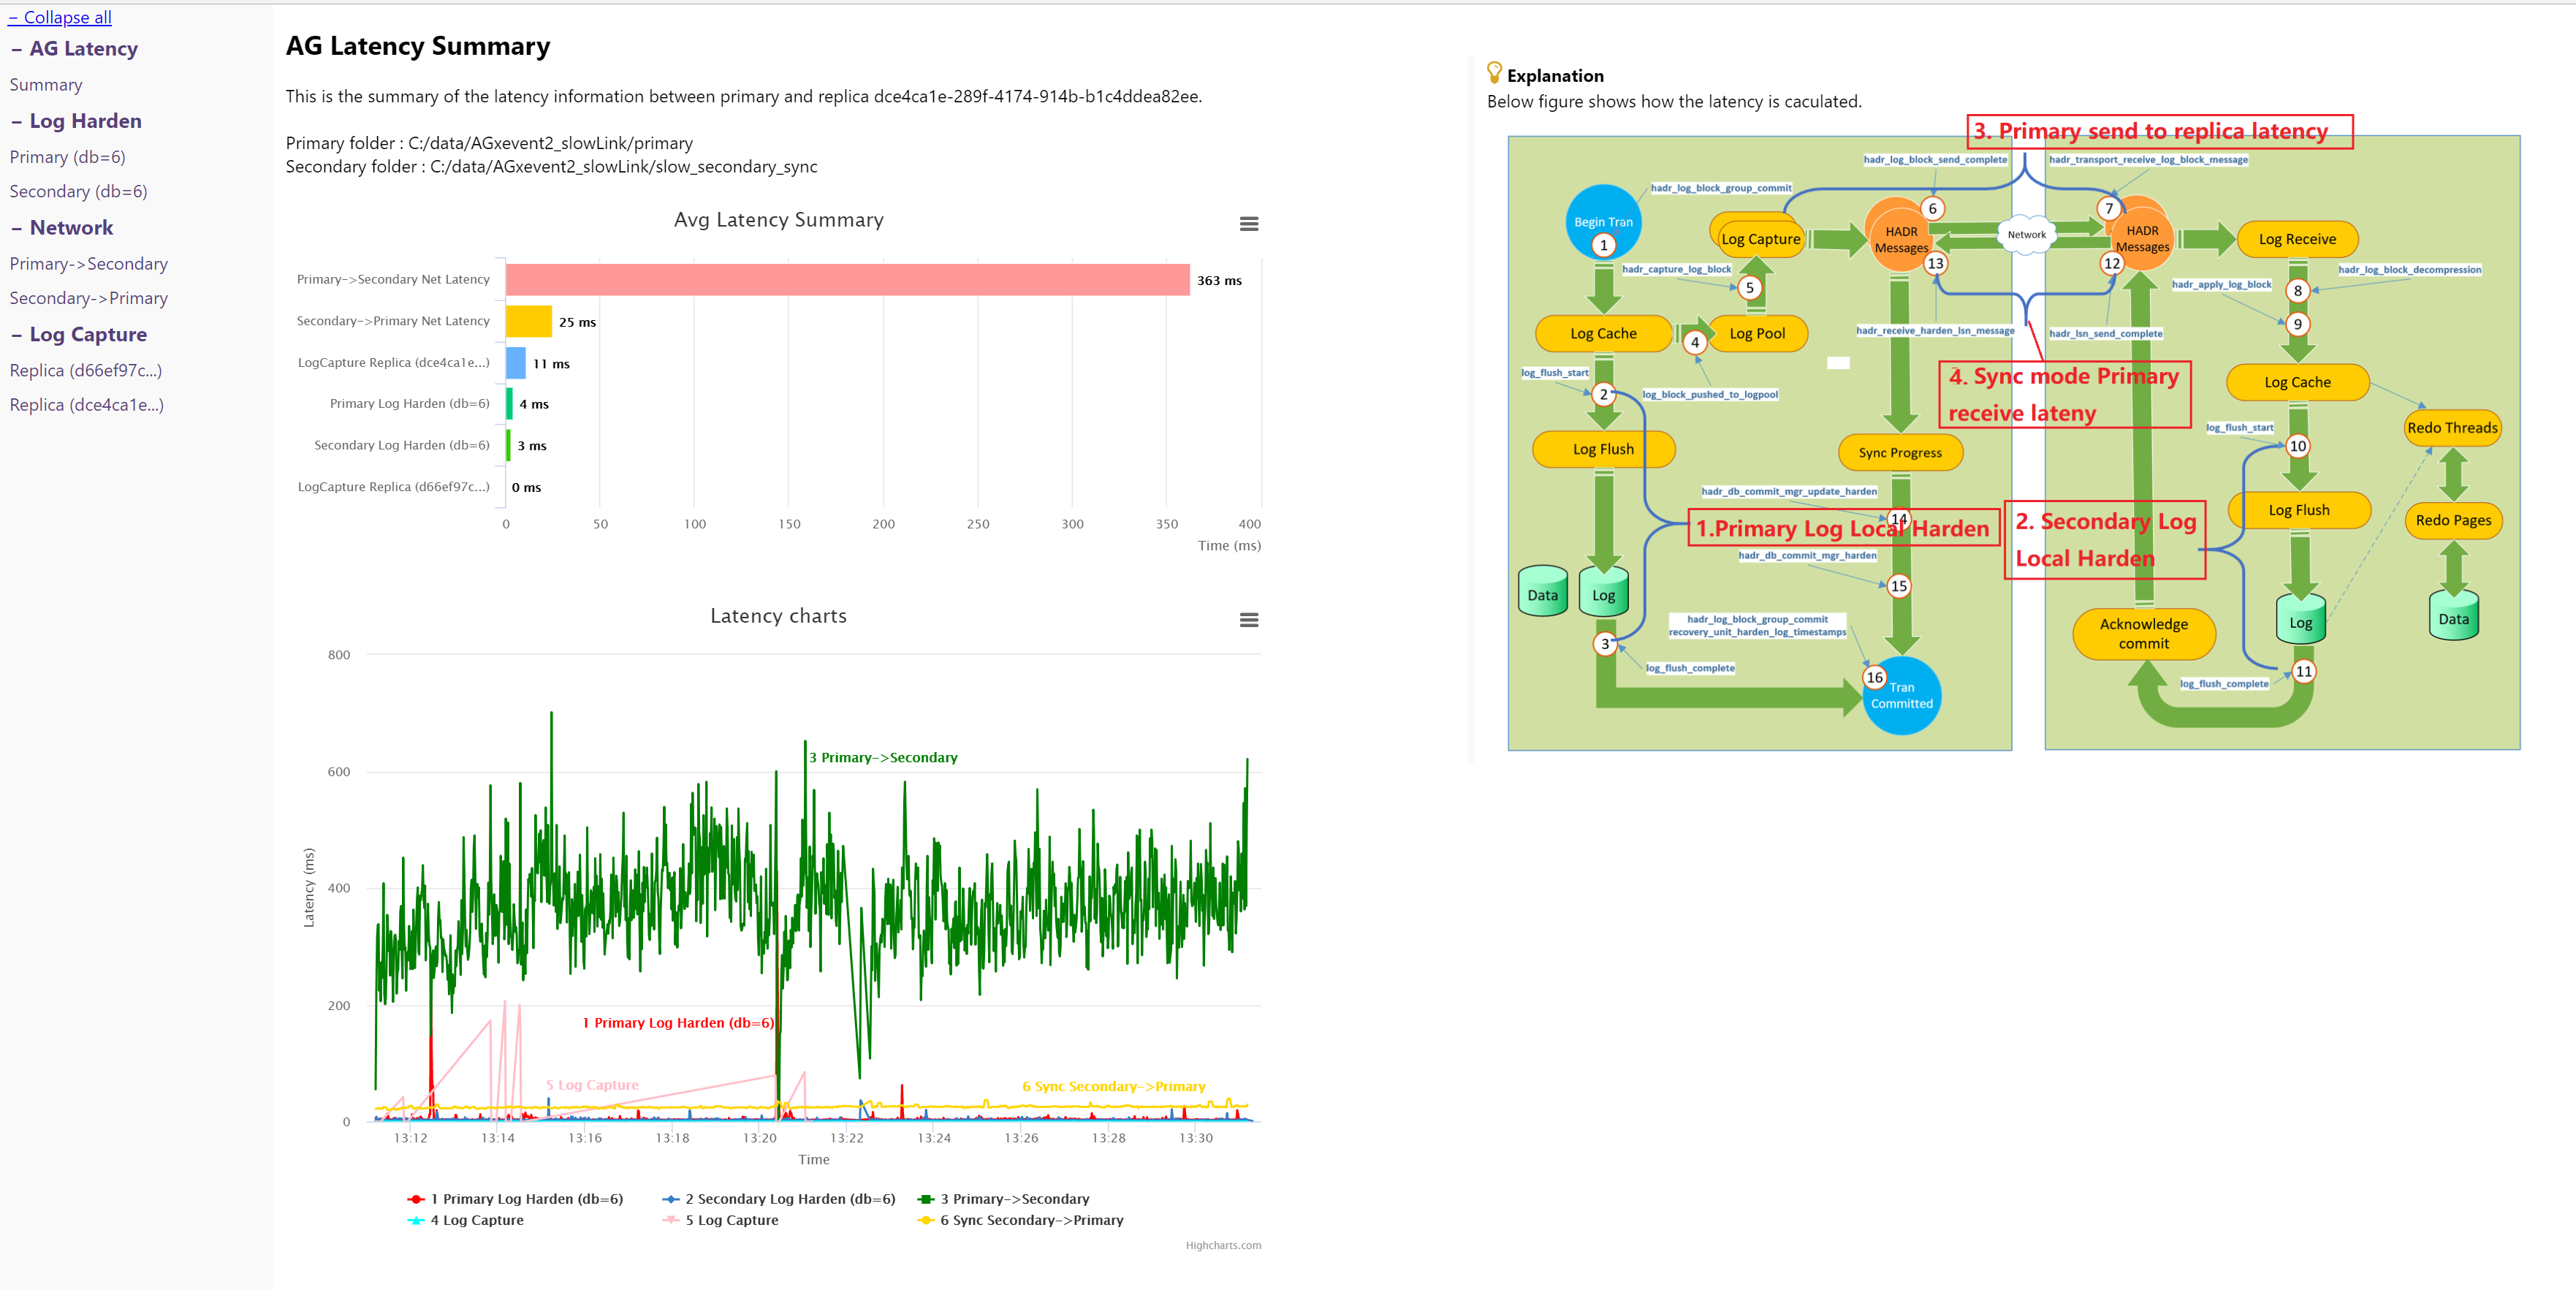 – Collapse all
– AG Latency
Summary
– Log Harden
Primary (db=6)
Secondary (db=6)
– Network
Primary->Secondary
Secondary->Primary
– Log Capture
Replica (d66ef97c...)
Replica (dce4ca1e...)
AG Latency Summary
This is the summary of the latency information between primary and replica dce4ca1e-289f-4174-914b-b1c4ddea82ee.
Primary folder : C:/data/AGxevent2_slowLink/primary
Secondary folder : C:/data/AGxevent2_slowLink/slow_secondary_sync
Avg Latency Summary
Primary->Secondary Net Latency
363 ms
Secondary->Primary Net Latency
25 ms
LogCapture Replica (dce4ca1e...)
11 ms
Primary Log Harden (db=6)
4 ms
Secondary Log Harden (db=6)
3 ms
LogCapture Replica (d66ef97c...)
0 ms
0 50 100 150 200 250 300 350 400
Time (ms)
Latency charts
800
600
400
200
0
Latency (ms)
3 Primary->Secondary
1 Primary Log Harden (db=6)
5 Log Capture
6 Sync Secondary->Primary
13:12 13:14 13:16 13:18 13:20 13:22 13:24 13:26 13:28 13:30
Time
1 Primary Log Harden (db=6) 2 Secondary Log Harden (db=6) 3 Primary->Secondary
4 Log Capture 5 Log Capture 6 Sync Secondary->Primary
Highcharts.com
Explanation
Below figure shows how the latency is caculated.
3. Primary send to replica latency
hadr_log_block_send_complete
hadr_transport_receive_log_block_message
hadr_log_block_group_commit
Begin Tran
1
Log Capture
6
HADR
Messages
Network
7
HADR
Messages
Log Receive
13
12
hadr_capture_log_block
5
hadr_log_block_decompression
hadr_apply_log_block
8
9
Log Cache
4
Log Pool
hadr_receive_harden_lsn_message
hadr_lsn_send_complete
log_flush_start
2
log_block_pushed_to_logpool
4. Sync mode Primary
receive lateny
Log Cache
Redo Threads
log_flush_start
10
Log Flush
Sync Progress
hadr_db_commit_mgr_update_harden
14
1.Primary Log Local Harden
2. Secondary Log
Local Harden
Log Flush
Redo Pages
hadr_db_commit_mgr_harden
15
Data
Log
hadr_log_block_group_commit
recovery_unit_harden_log_timestamps
3
log_flush_complete
16
Tran
Committed
Acknowledge
commit
Log
Data
log_flush_complete
11